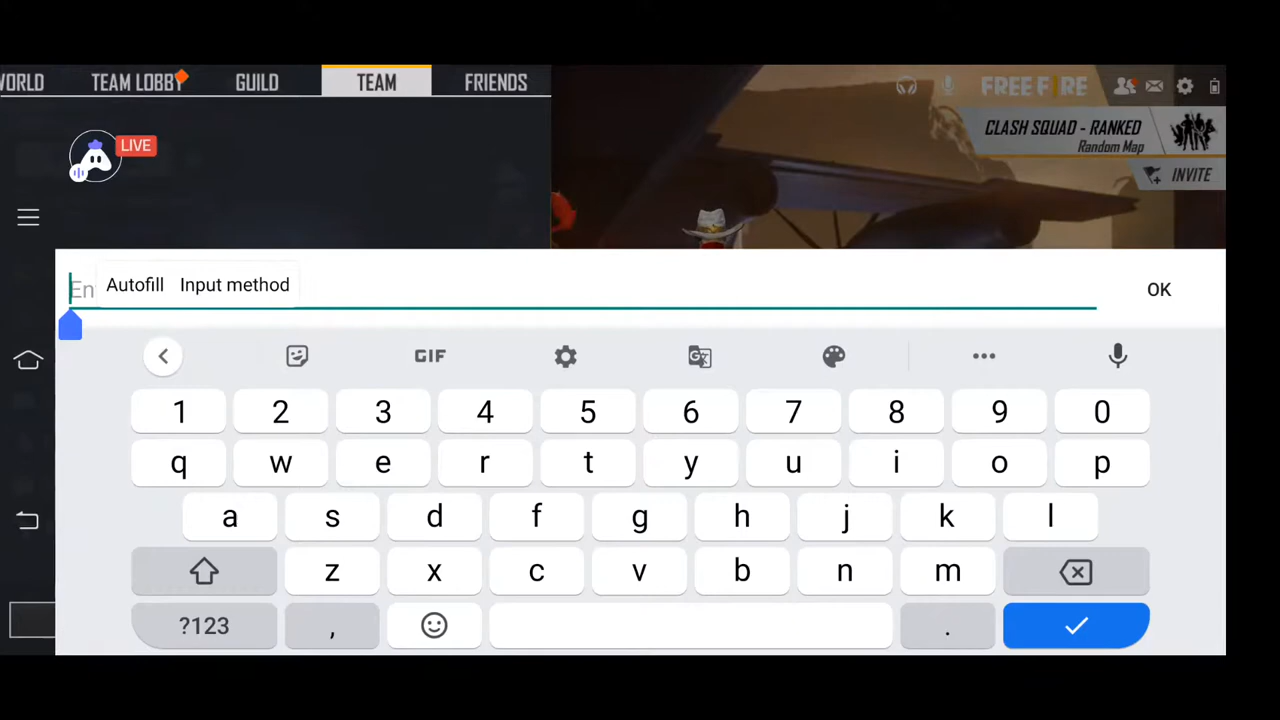 WORLD TEAM LOBBY GUILD TEAM FRIENDS FREE FIRE
CLASH SQUAD - RANKED
Random Map
LIVE
INVITE
En Autofill Input method OK
GIF
1 2 3 4 5 6 7 8 9 0
q w e r t y u i o p
a s d f g h j k l
z x c v b n m
?123 , .